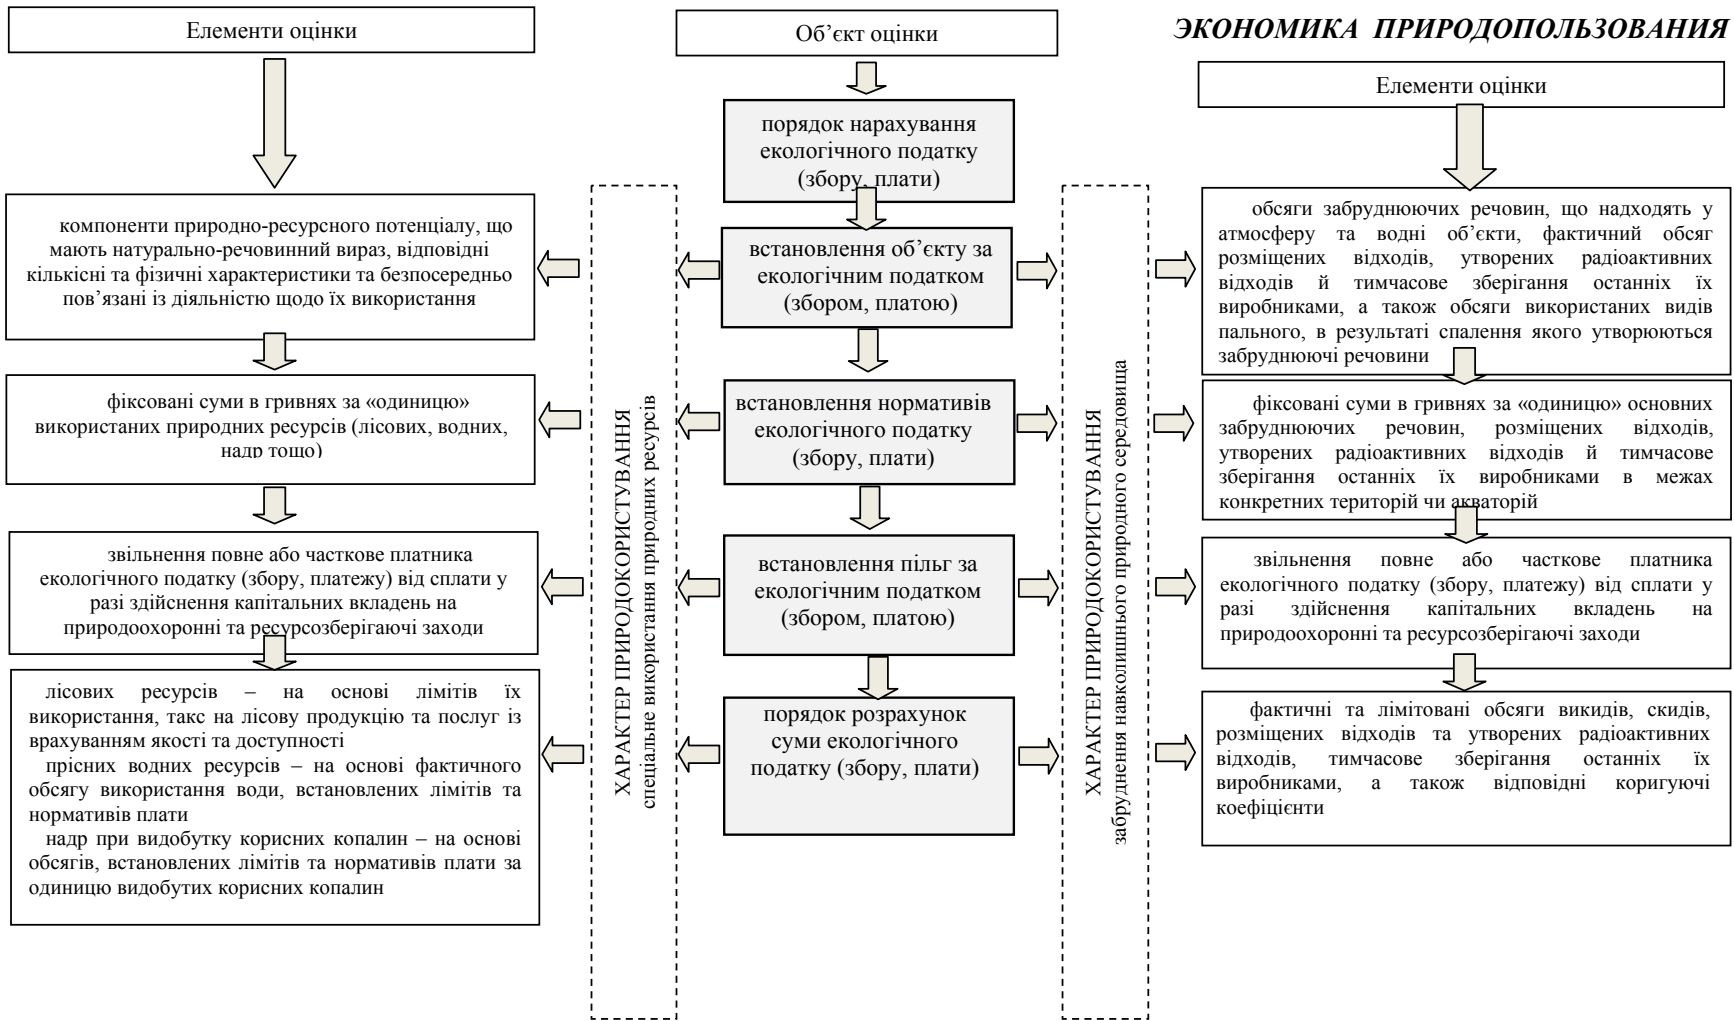 Елементи оцінки
Об’єкт оцінки
ЭКОНОМИКА ПРИРОДОПОЛЬЗОВАНИЯ
Елементи оцінки
порядок нарахування
екологічного податку
(збору, плати)
компоненти природно-ресурсного потенціалу, що
мають натурально-речовинний вираз, відповідні
кількісні та фізичні характеристики та безпосередньо
пов’язані із діяльністю щодо їх використання
фіксовані суми в гривнях за «одиницю»
використаних природних ресурсів (лісових, водних,
надр тощо)
звільнення повне або часткове платника
екологічного податку (збору, платежу) від сплати у
разі здійснення капітальних вкладень на
природоохоронні та ресурсозберігаючі заходи
лісових ресурсів – на основі лімітів їх
використання, такс на лісову продукцію та послуг із
врахуванням якості та доступності
прісних водних ресурсів – на основі фактичного
обсягу використання води, встановлених лімітів та
нормативів плати
надр при видобутку корисних копалин – на основі
обсягів, встановлених лімітів та нормативів плати за
одиницю видобутих корисних копалин
ХАРАКТЕР ПРИРОДОКОРИСТУВАННЯ
спеціальне використання природних ресурсів
встановлення об’єкту за
екологічним податком
(збором, платою)
встановлення нормативів
екологічного податку
(збору, плати)
встановлення пільг за
екологічним податком
(збором, платою)
порядок розрахунок
суми екологічного
податку (збору, плати)
ХАРАКТЕР ПРИРОДОКОРИСТУВАННЯ
забруднення навколишнього природного середовища
обсяги забруднюючих речовин, що надходять у
атмосферу та водні об’єкти, фактичний обсяг
розміщених відходів, утворених радіоактивних
відходів й тимчасове зберігання останніх їх
виробниками, а також обсяги використаних видів
пального, в результаті спалення якого утворюються
забруднюючі речовини
фіксовані суми в гривнях за «одиницю» основних
забруднюючих речовин, розміщених відходів,
утворених радіоактивних відходів й тимчасове
зберігання останніх їх виробниками в межах
конкретних територій чи акваторій
звільнення повне або часткове платника
екологічного податку (збору, платежу) від сплати у
разі здійснення капітальних вкладень на
природоохоронні та ресурсозберігаючі заходи
фактичні та лімітовані обсяги викидів, скидів,
розміщених відходів та утворених радіоактивних
відходів, тимчасове зберігання останніх їх
виробниками, а також відповідні коригуючі
коефіцієнти